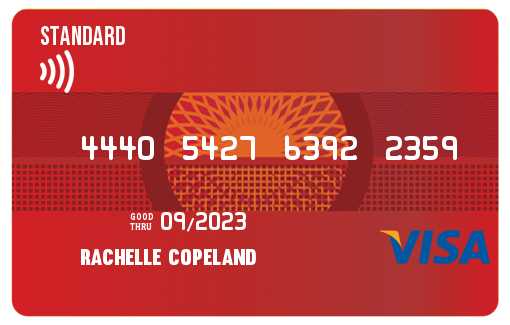 STANDARD
4440 5427 6392 2359
GOOD THRU 09/2023
RACHELLE COPELAND
VISA